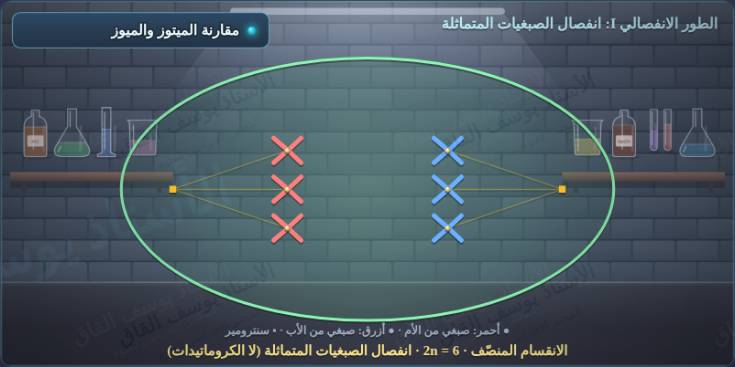 الطور الانفصالي I: انفصال الصبغيات المتماثلة
مقارنة الميتوز والميوز
● أحمر: صبغي من الأم · ● أزرق: صبغي من الأب · • سنترومير
الانقسام المنصّف · 2n = 6 · انفصال الصبغيات المتماثلة (لا الكروماتيدات)